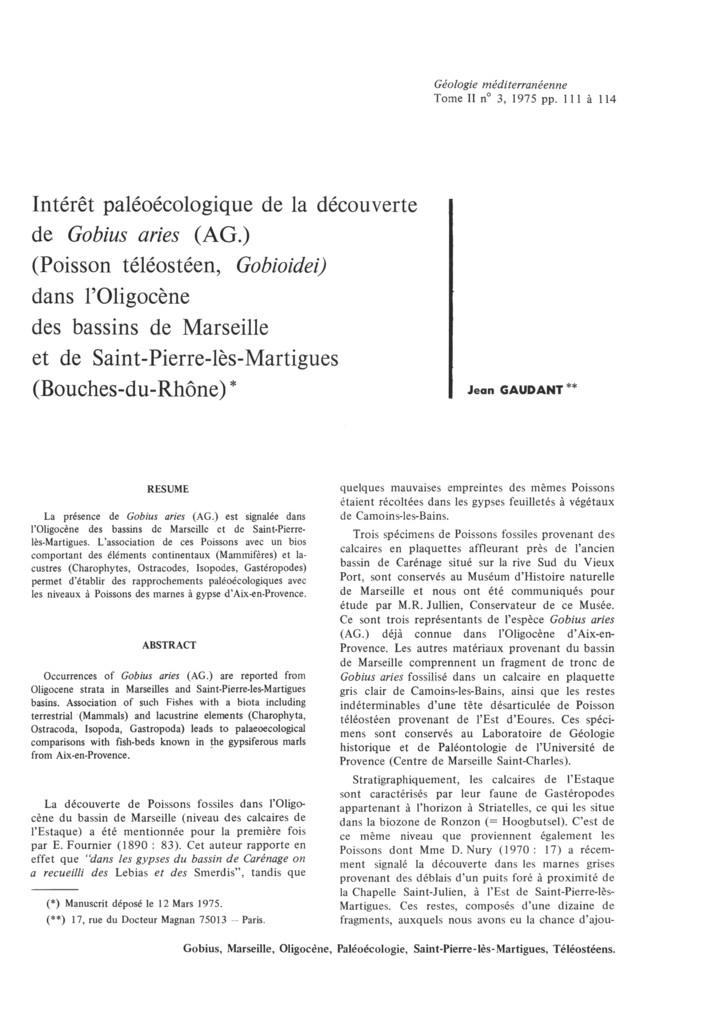 Géologie méditerranéenne
Tome II n° 3, 1975 pp. 111 à 114
Intérêt paléoécologique de la découverte
de Gobius aries (AG.)
(Poisson téléostéen, Gobioidei)
dans l'Oligocène
des bassins de Marseille
et de Saint-Pierre-lès-Martigues
(Bouches-du-Rhône)*
Jean GAUDANT**
RESUME
La présence de Gobius aries (AG.) est signalée dans
l'Oligocène des bassins de Marseille et de Saint-Pierre-
lès-Martigues. L'association de ces Poissons avec un bios
comportant des éléments continentaux (Mammifères) et la-
custres (Charophytes, Ostracodes, Isopodes, Gastéropodes)
permet d'établir des rapprochements paléoécologiques avec
les niveaux à Poissons des marnes à gypse d'Aix-en-Provence.
ABSTRACT
Occurrences of Gobius aries (AG.) are reported from
Oligocene strata in Marseilles and Saint-Pierre-les-Martigues
basins. Association of such Fishes with a biota including
terrestrial (Mammals) and lacustrine elements (Charophyta,
Ostracoda, Isopoda, Gastropoda) leads to palaeoecological
comparisons with fish-beds known in the gypsiferous marls
from Aix-en-Provence.
La découverte de Poissons fossiles dans l'Oligo-
cène du bassin de Marseille (niveau des calcaires de
l'Estaque) a été mentionnée pour la première fois
par E. Fournier (1890 : 83). Cet auteur rapporte en
effet que "dans les gypses du bassin de Carénage on
a recueilli des Lebias et des Smerdis", tandis que
(*) Manuscrit déposé le 12 Mars 1975.
(**) 17, rue du Docteur Magnan 75013 – Paris.
quelques mauvaises empreintes des mêmes Poissons
étaient récoltées dans les gypses feuilletés à végétaux
de Camoins-les-Bains.
Trois spécimens de Poissons fossiles provenant des
calcaires en plaquettes affleurant près de l'ancien
bassin de Carénage situé sur la rive Sud du Vieux
Port, sont conservés au Muséum d'Histoire naturelle
de Marseille et nous ont été communiqués pour
étude par M.R. Jullien, Conservateur de ce Musée.
Ce sont trois représentants de l'espèce Gobius aries
(AG.) déjà connue dans l'Oligocène d'Aix-en-
Provence. Les autres matériaux provenant du bassin
de Marseille comprennent un fragment de tronc de
Gobius aries fossilisé dans un calcaire en plaquette
gris clair de Camoins-les-Bains, ainsi que les restes
indéterminables d'une tête désarticulée de Poisson
téléostéen provenant de l'Est d'Eoures. Ces spéci-
mens sont conservés au Laboratoire de Géologie
historique et de Paléontologie de l'Université de
Provence (Centre de Marseille Saint-Charles).
Stratigraphiquement, les calcaires de l'Estaque
sont caractérisés par leur faune de Gastéropodes
appartenant à l'horizon à Striatelles, ce qui les situe
dans la biozone de Ronzon (= Hoogbutsel). C'est de
ce même niveau que proviennent également les
Poissons dont Mme D. Nury (1970 : 17) a récem-
ment signalé la découverte dans les marnes grises
provenant des déblais d'un puits foré à proximité de
la Chapelle Saint-Julien, à l'Est de Saint-Pierre-lès-
Martigues. Ces restes, composés d'une dizaine de
fragments, auxquels nous avons eu la chance d'ajou-
Gobius, Marseille, Oligocène, Paléoécologie, Saint-Pierre-lès-Martigues, Téléostéens.